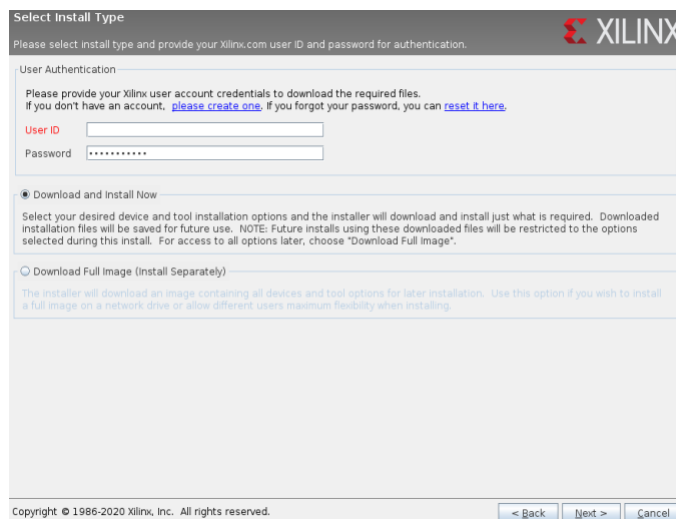 Select Install Type
Please select install type and provide your Xilinx.com user ID and password for authentication.
XILINX
User Authentication
Please provide your Xilinx user account credentials to download the required files.
If you don't have an account, please create one. If you forgot your password, you can reset it here.
User ID
Password •••••••••••
Download and Install Now
Select your desired device and tool installation options and the installer will download and install just what is required. Downloaded
installation files will be saved for future use. NOTE: Future installs using these downloaded files will be restricted to the options
selected during this install. For access to all options later, choose "Download Full Image".
Download Full Image (Install Separately)
The installer will download an image containing all devices and tool options for later installation. Use this option if you wish to install
a full image on a network drive or allow different users maximum flexibility when installing.
Copyright © 1986-2020 Xilinx, Inc. All rights reserved.
< Back Next > Cancel